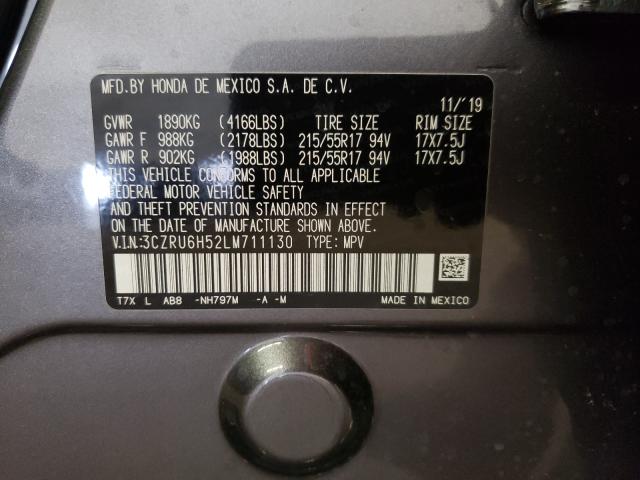 MFD.BY HONDA DE MEXICO S.A. DE C.V.
11/'19
GVWR 1890KG (4166LBS) TIRE SIZE RIM SIZE
GAWR F 988KG (2178LBS) 215/55R17 94V 17X7.5J
GAWR R 902KG (1988LBS) 215/55R17 94V 17X7.5J
THIS VEHICLE CONFORMS TO ALL APPLICABLE
FEDERAL MOTOR VEHICLE SAFETY
AND THEFT PREVENTION STANDARDS IN EFFECT
ON THE DATE OF MANUFACTURE SHOWN ABOVE.
V.I.N:3CZRU6H52LM711130 TYPE: MPV
T7X L AB8 -NH797M -A -M MADE IN MEXICO